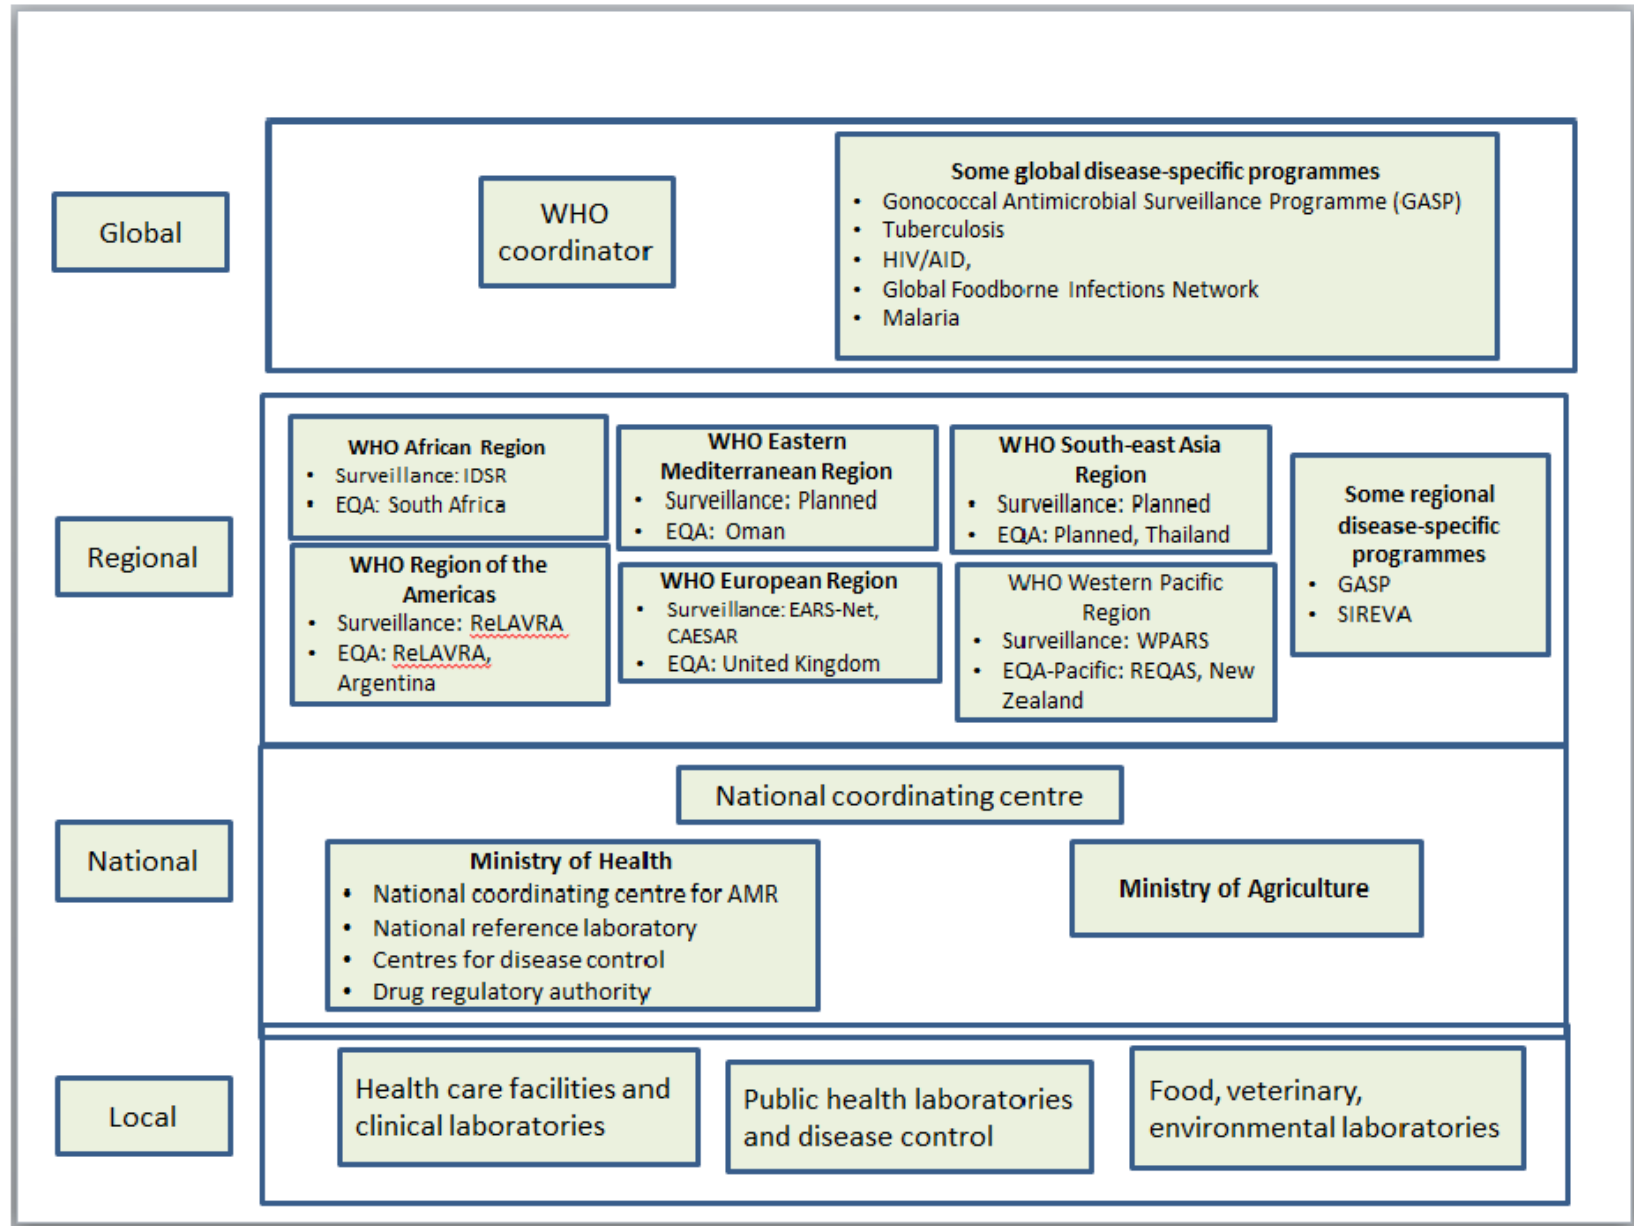 Global
WHO
coordinator
Some global disease-specific programmes
• Gonococcal Antimicrobial Surveillance Programme (GASP)
• Tuberculosis
• HIV/AID,
• Global Foodborne Infections Network
• Malaria
Regional
WHO African Region
• Surveillance: IDSR
• EQA: South Africa
WHO Eastern
Mediterranean Region
• Surveillance: Planned
• EQA: Oman
WHO South-east Asia
Region
• Surveillance: Planned
• EQA: Planned, Thailand
Some regional
disease-specific
programmes
• GASP
• SIREVA
WHO Region of the
Americas
• Surveillance: ReLAVRA
• EQA: ReLAVRA,
Argentina
WHO European Region
• Surveillance: EARS-Net,
CAESAR
• EQA: United Kingdom
WHO Western Pacific
Region
• Surveillance: WPARS
• EQA-Pacific: REQAS, New
Zealand
National
National coordinating centre
Ministry of Health
• National coordinating centre for AMR
• National reference laboratory
• Centres for disease control
• Drug regulatory authority
Ministry of Agriculture
Local
Health care facilities and
clinical laboratories
Public health laboratories
and disease control
Food, veterinary,
environmental laboratories